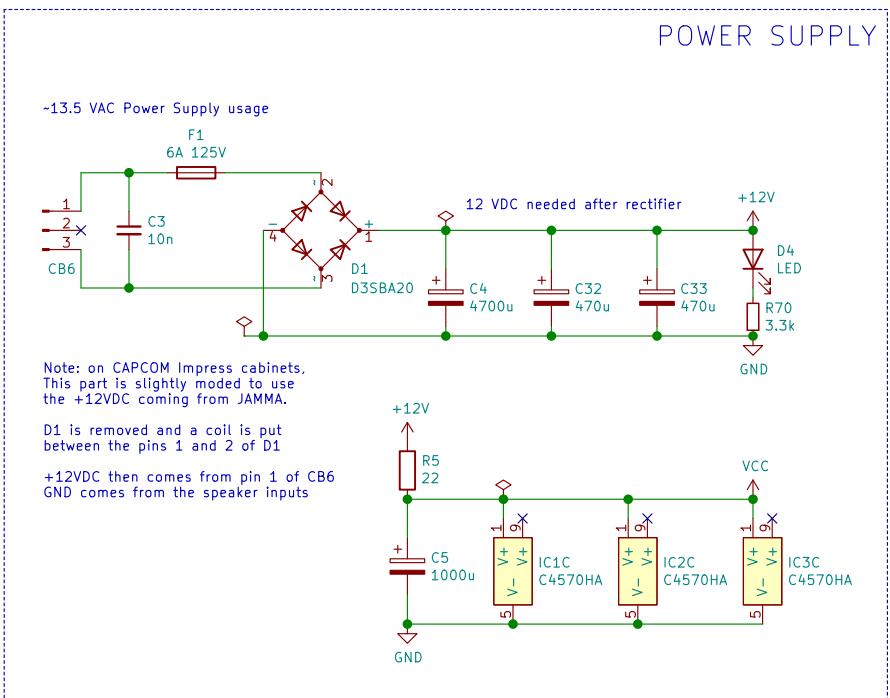 POWER SUPPLY
~13.5 VAC Power Supply usage
F1
6A 125V
1
2
3
CB6
C3
10n
~
2
-
4
+
1
~
3
D1
D3SBA20
12 VDC needed after rectifier
+12V
+
C4
4700u
+
C32
470u
+
C33
470u
D4
LED
R70
3.3k
GND
Note: on CAPCOM Impress cabinets,
This part is slightly moded to use
the +12VDC coming from JAMMA.
D1 is removed and a coil is put
between the pins 1 and 2 of D1
+12VDC then comes from pin 1 of CB6
GND comes from the speaker inputs
+12V
R5
22
VCC
+
C5
1000u
GND
1
9
V+
V+
V-
5
IC1C
C4570HA
1
9
V+
V+
V-
5
IC2C
C4570HA
1
9
V+
V+
V-
5
IC3C
C4570HA